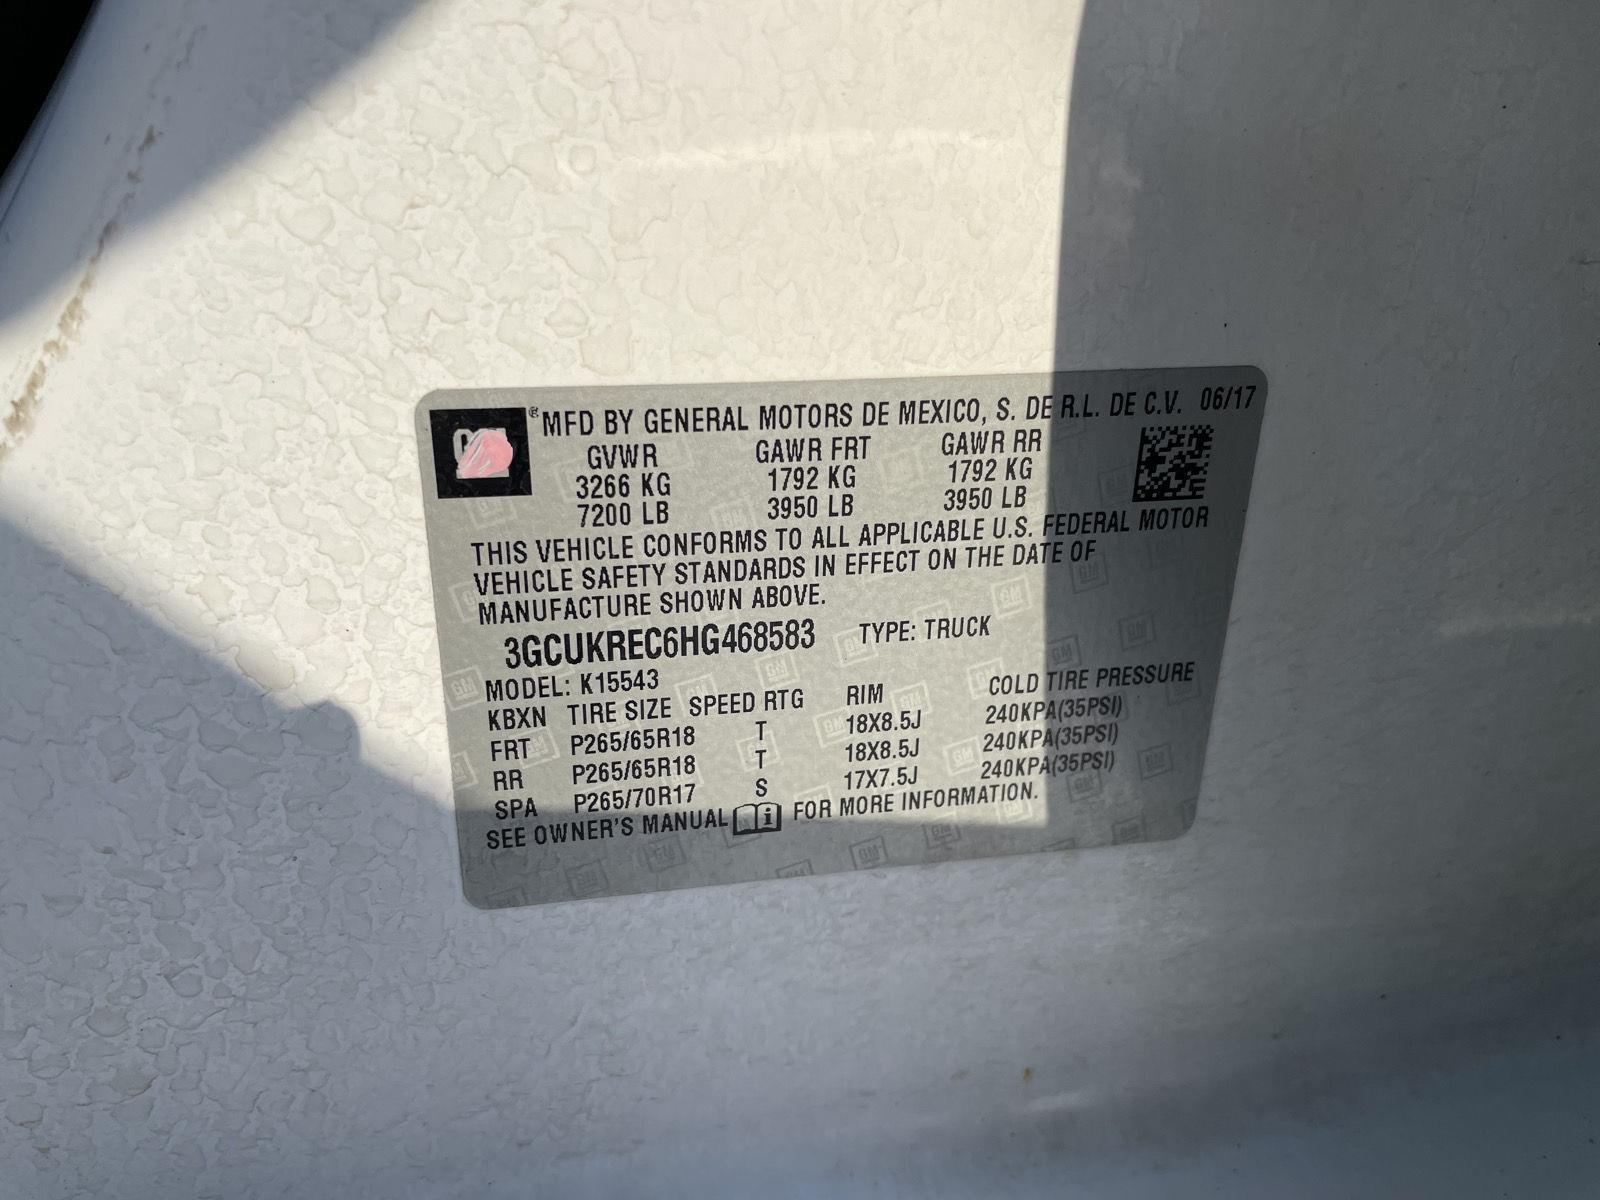 ® MFD BY GENERAL MOTORS DE MEXICO, S. DE R.L. DE C.V. 06/17
GVWR GAWR FRT GAWR RR
3266 KG 1792 KG 1792 KG
7200 LB 3950 LB 3950 LB
THIS VEHICLE CONFORMS TO ALL APPLICABLE U.S. FEDERAL MOTOR
VEHICLE SAFETY STANDARDS IN EFFECT ON THE DATE OF
MANUFACTURE SHOWN ABOVE.
3GCUKREC6HG468583 TYPE: TRUCK
MODEL: K15543
KBXN TIRE SIZE SPEED RTG RIM COLD TIRE PRESSURE
FRT P265/65R18 T 18X8.5J 240KPA(35PSI)
RR P265/65R18 T 18X8.5J 240KPA(35PSI)
SPA P265/70R17 S 17X7.5J 240KPA(35PSI)
SEE OWNER'S MANUAL i FOR MORE INFORMATION.